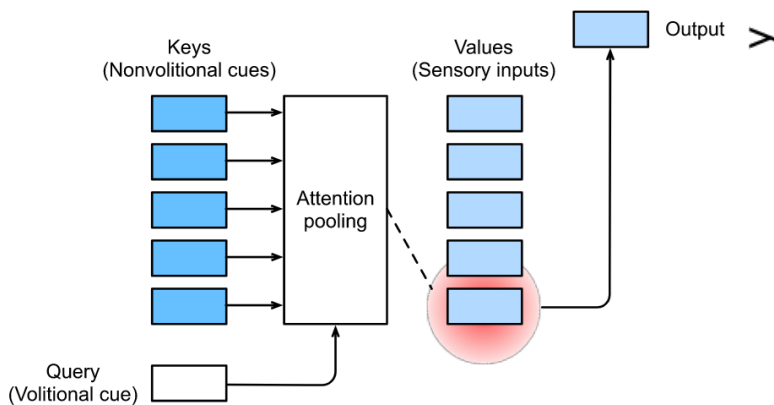 Keys
(Nonvolitional cues)
Values
(Sensory inputs)
Output
Attention
pooling
Query
(Volitional cue)